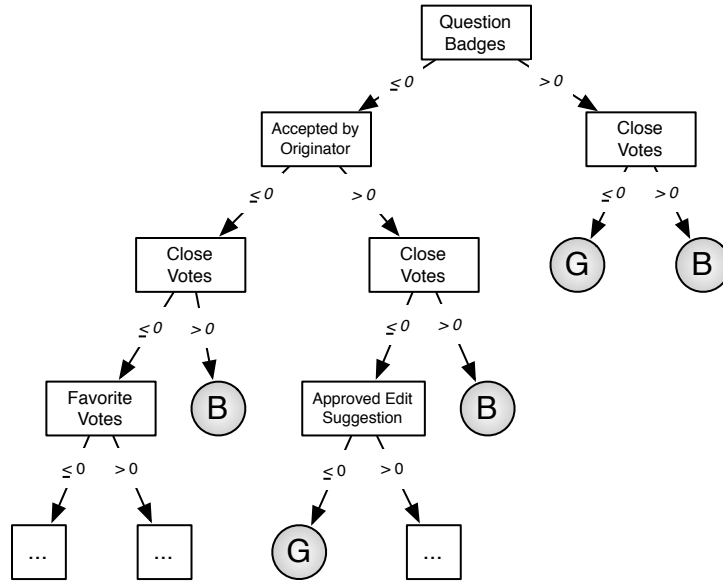 Question
Badges
≤ 0
> 0
Accepted by
Originator
Close
Votes
≤ 0
> 0
≤ 0
> 0
Close
Votes
Close
Votes
G
B
≤ 0
> 0
≤ 0
> 0
Favorite
Votes
B
Approved Edit
Suggestion
B
≤ 0
> 0
≤ 0
> 0
...
...
G
...